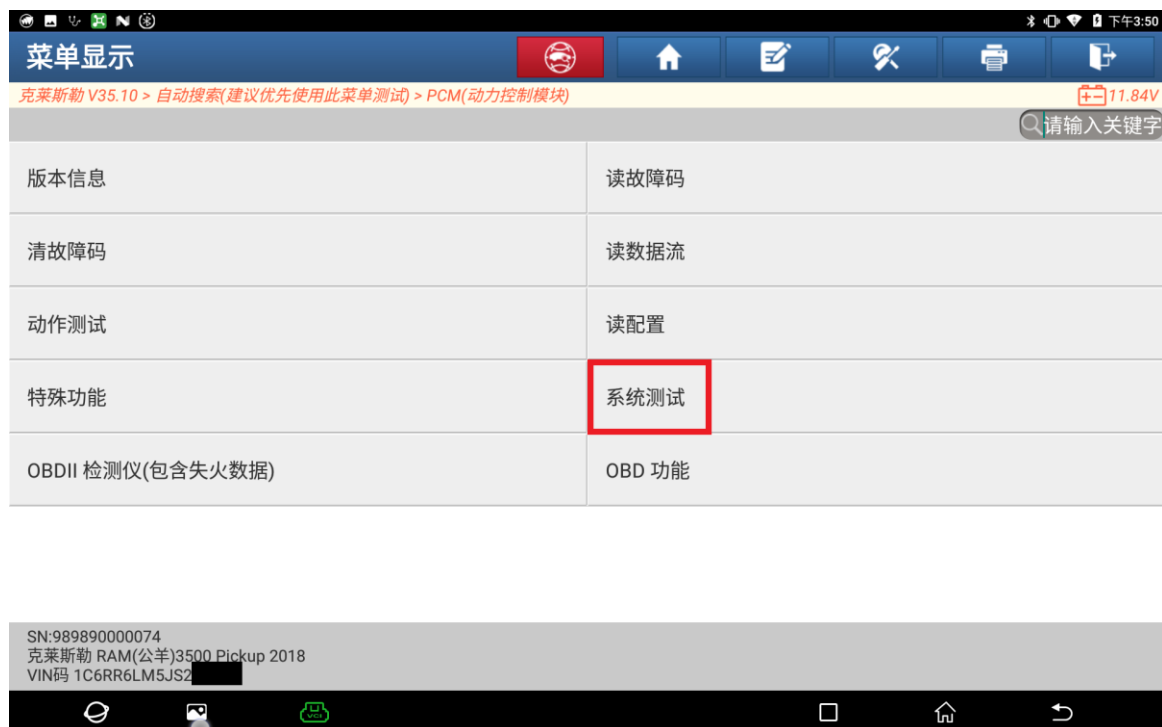 下午3:50
菜单显示
克莱斯勒 V35.10 > 自动搜索(建议优先使用此菜单测试) > PCM(动力控制模块)
11.84V
请输入关键字
版本信息
读故障码
清故障码
读数据流
动作测试
读配置
特殊功能
系统测试
OBDII 检测仪(包含失火数据)
OBD 功能
SN:989890000074
克莱斯勒 RAM(公羊)3500 Pickup 2018
VIN码 1C6RR6LM5JS2
VCI